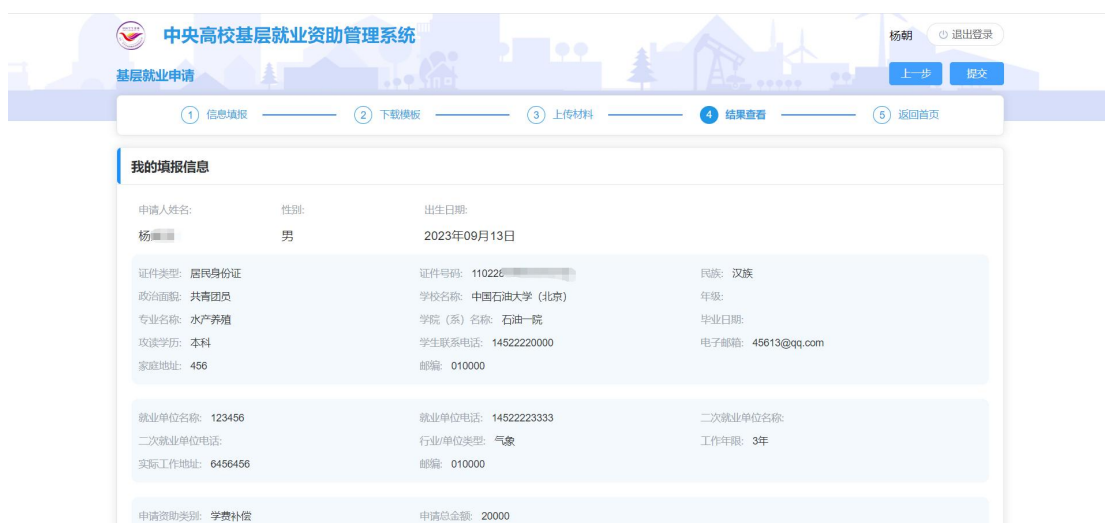 中央高校基层就业资助管理系统
杨朝 退出登录
基层就业申请
上一步 提交
1 信息填报 2 下载模板 3 上传材料 4 结果查看 5 返回首页
我的填报信息
申请人姓名: 性别: 出生日期:
杨 男 2023年09月13日
证件类型: 居民身份证 证件号码: 110228 民族: 汉族
政治面貌: 共青团员 学校名称: 中国石油大学（北京） 年级:
专业名称: 水产养殖 学院（系）名称: 石油一院 毕业日期:
攻读学历: 本科 学生联系电话: 14522220000 电子邮箱: 45613@qq.com
家庭地址: 456 邮编: 010000
就业单位名称: 123456 就业单位电话: 14522223333 二次就业单位名称:
二次就业单位电话: 行业/单位类型: 气象 工作年限: 3年
实际工作地址: 6456456 邮编: 010000
申请资助类别: 学费补偿 申请总金额: 20000